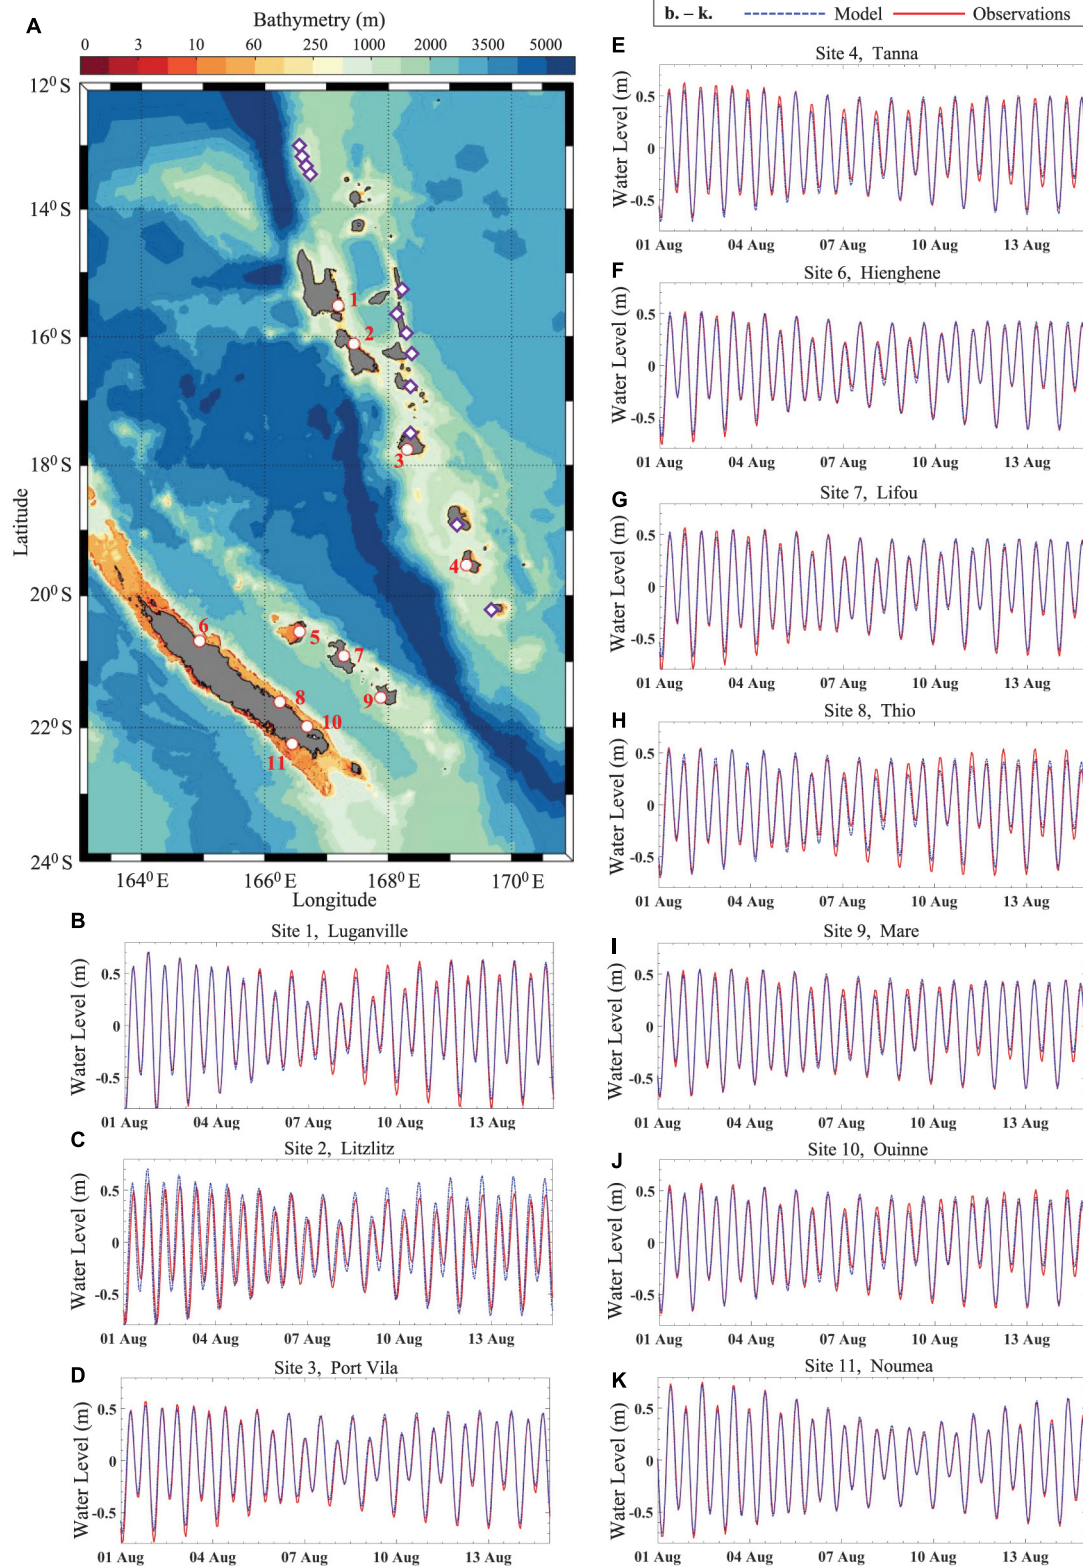 A
Bathymetry (m)
0 3 10 60 250 1000 2000 3500 5000
12⁰ S
14⁰ S
16⁰ S
18⁰ S
20⁰ S
22⁰ S
24⁰ S
Latitude
1
2
3
4
5
6
7
8
9
10
11
164⁰ E 166⁰ E 168⁰ E 170⁰ E
Longitude
B
Site 1, Luganville
Water Level (m)
0.5
0
-0.5
01 Aug 04 Aug 07 Aug 10 Aug 13 Aug
C
Site 2, Litzlitz
Water Level (m)
0.5
0
-0.5
01 Aug 04 Aug 07 Aug 10 Aug 13 Aug
D
Site 3, Port Vila
Water Level (m)
0.5
0
-0.5
01 Aug 04 Aug 07 Aug 10 Aug 13 Aug
b. – k. Model Observations
E
Site 4, Tanna
Water Level (m)
0.5
0
-0.5
01 Aug 04 Aug 07 Aug 10 Aug 13 Aug
F
Site 6, Hienghene
Water Level (m)
0.5
0
-0.5
01 Aug 04 Aug 07 Aug 10 Aug 13 Aug
G
Site 7, Lifou
Water Level (m)
0.5
0
-0.5
01 Aug 04 Aug 07 Aug 10 Aug 13 Aug
H
Site 8, Thio
Water Level (m)
0.5
0
-0.5
01 Aug 04 Aug 07 Aug 10 Aug 13 Aug
I
Site 9, Mare
Water Level (m)
0.5
0
-0.5
01 Aug 04 Aug 07 Aug 10 Aug 13 Aug
J
Site 10, Ouinne
Water Level (m)
0.5
0
-0.5
01 Aug 04 Aug 07 Aug 10 Aug 13 Aug
K
Site 11, Noumea
Water Level (m)
0.5
0
-0.5
01 Aug 04 Aug 07 Aug 10 Aug 13 Aug